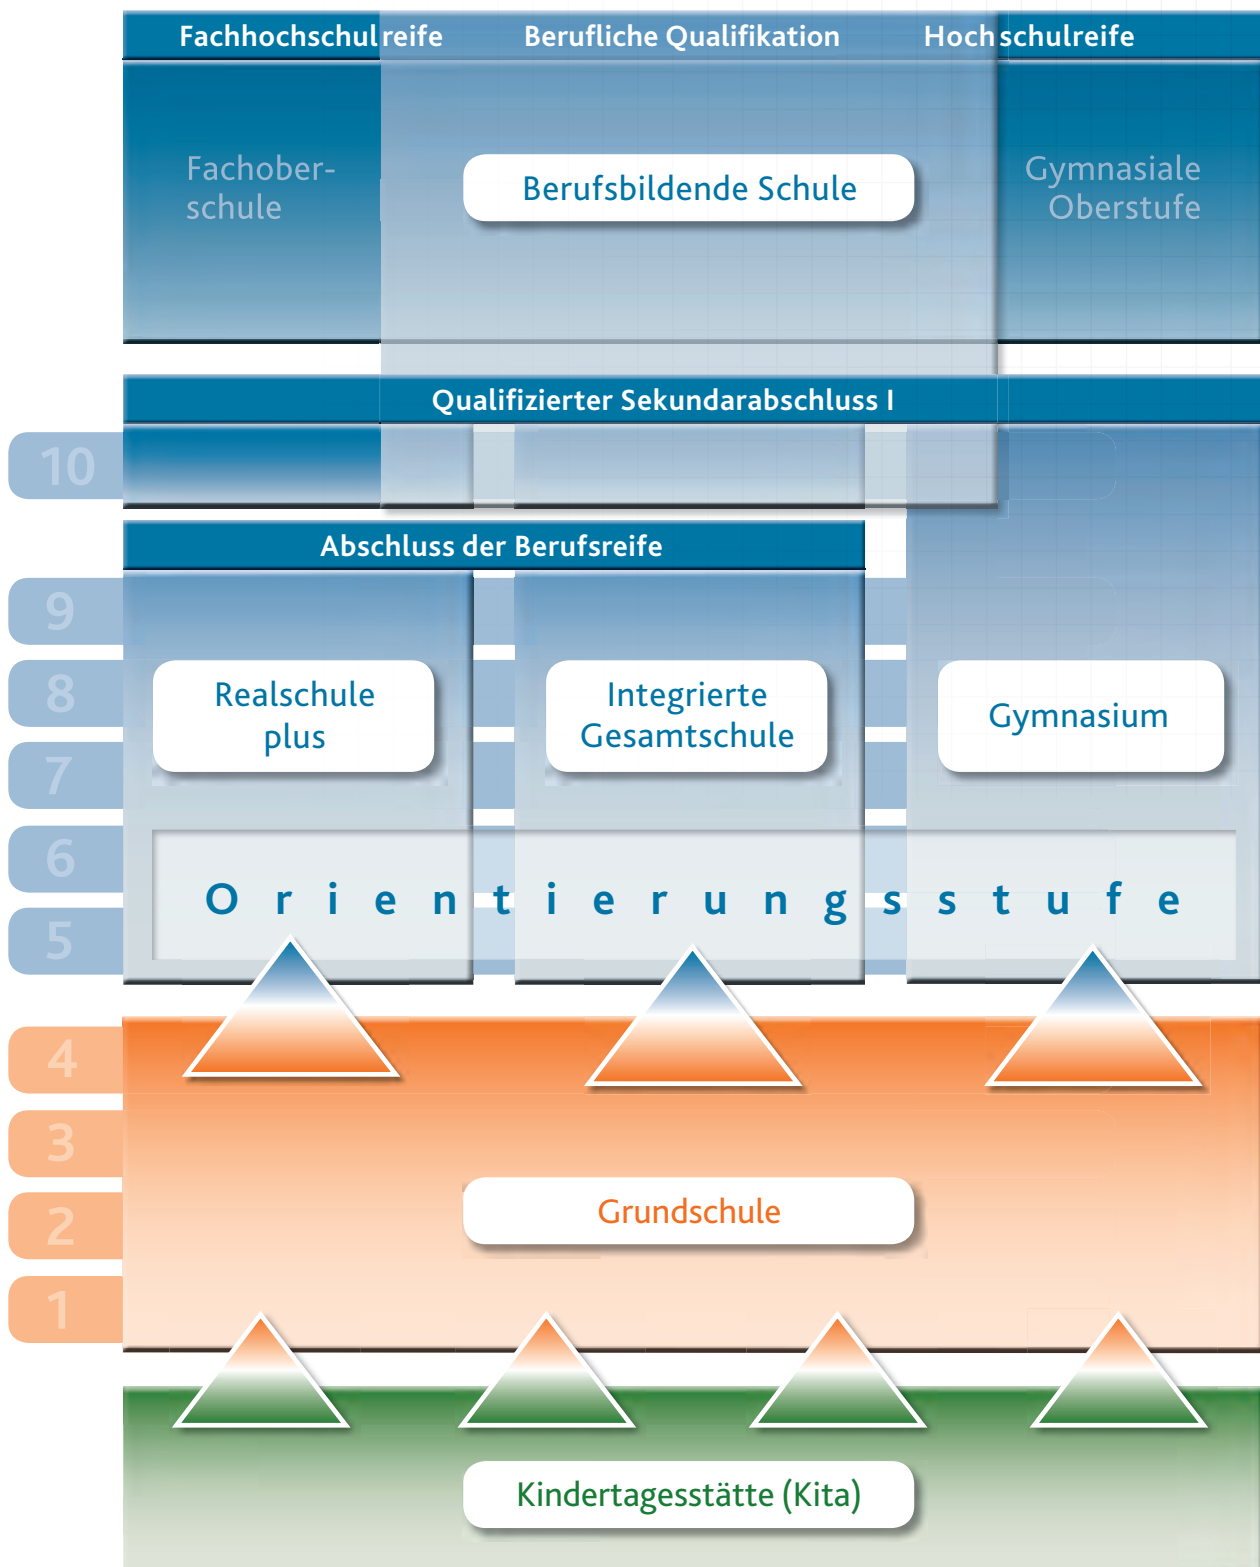 Fachhochschulreife
Berufliche Qualifikation
Hochschulreife
Fachober-
schule
Berufsbildende Schule
Gymnasiale
Oberstufe
Qualifizierter Sekundarabschluss I
10
Abschluss der Berufsreife
9
8
7
6
5
Realschule
plus
Integrierte
Gesamtschule
Gymnasium
Orientierungsstufe
4
3
2
1
Grundschule
Kindertagesstätte (Kita)